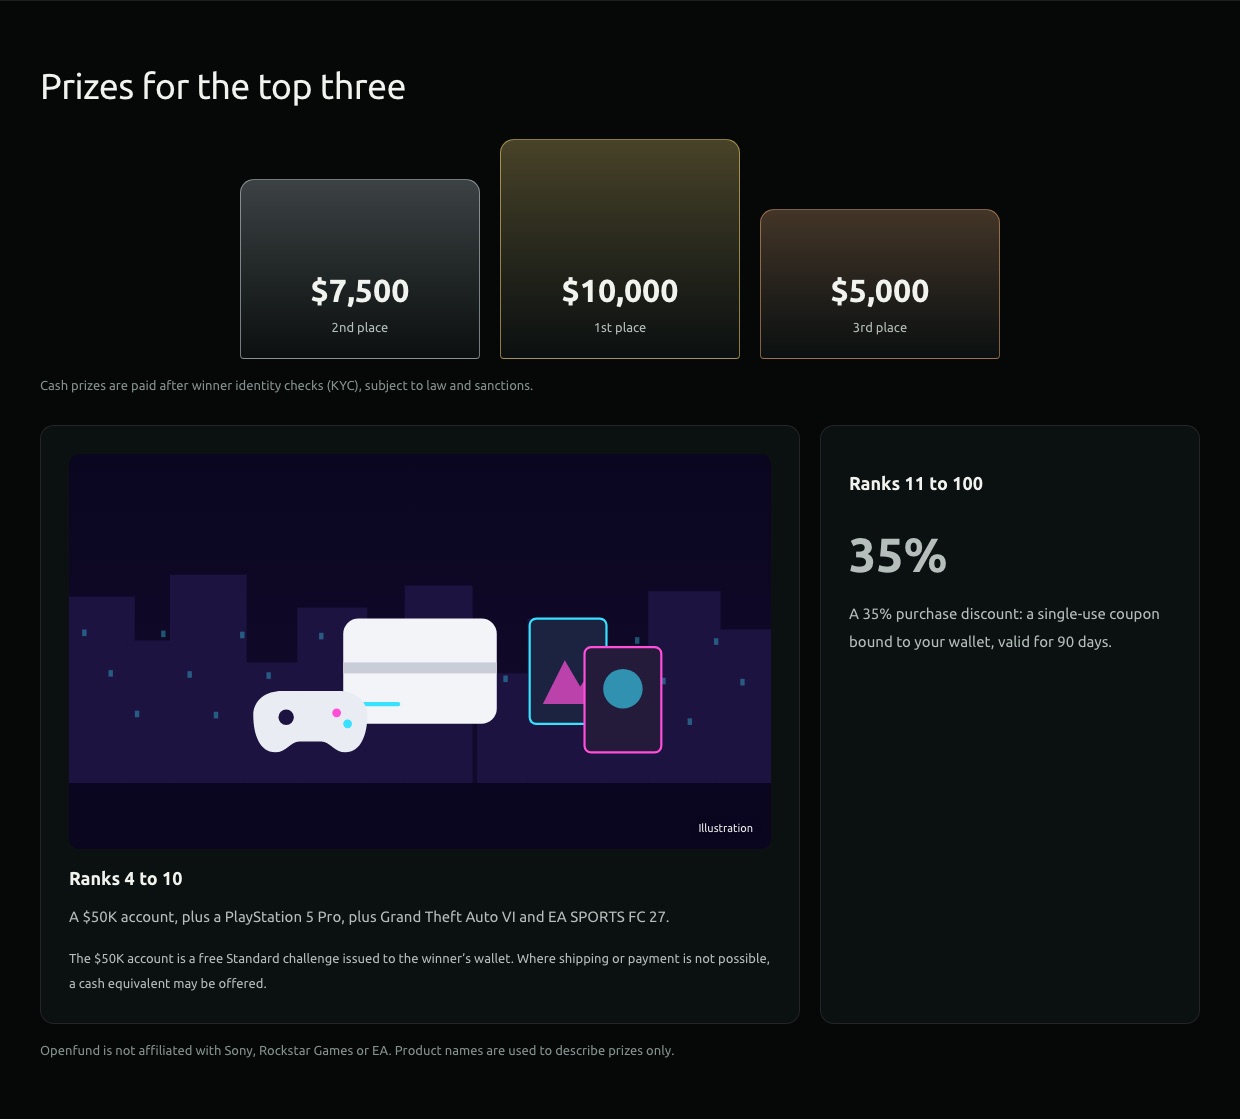 Prizes for the top three
$7,500
2nd place
$10,000
1st place
$5,000
3rd place
Cash prizes are paid after winner identity checks (KYC), subject to law and sanctions.
Illustration
Ranks 4 to 10
A $50K account, plus a PlayStation 5 Pro, plus Grand Theft Auto VI and EA SPORTS FC 27.
The $50K account is a free Standard challenge issued to the winner’s wallet. Where shipping or payment is not possible,
a cash equivalent may be offered.
Ranks 11 to 100
35%
A 35% purchase discount: a single-use coupon
bound to your wallet, valid for 90 days.
Openfund is not affiliated with Sony, Rockstar Games or EA. Product names are used to describe prizes only.